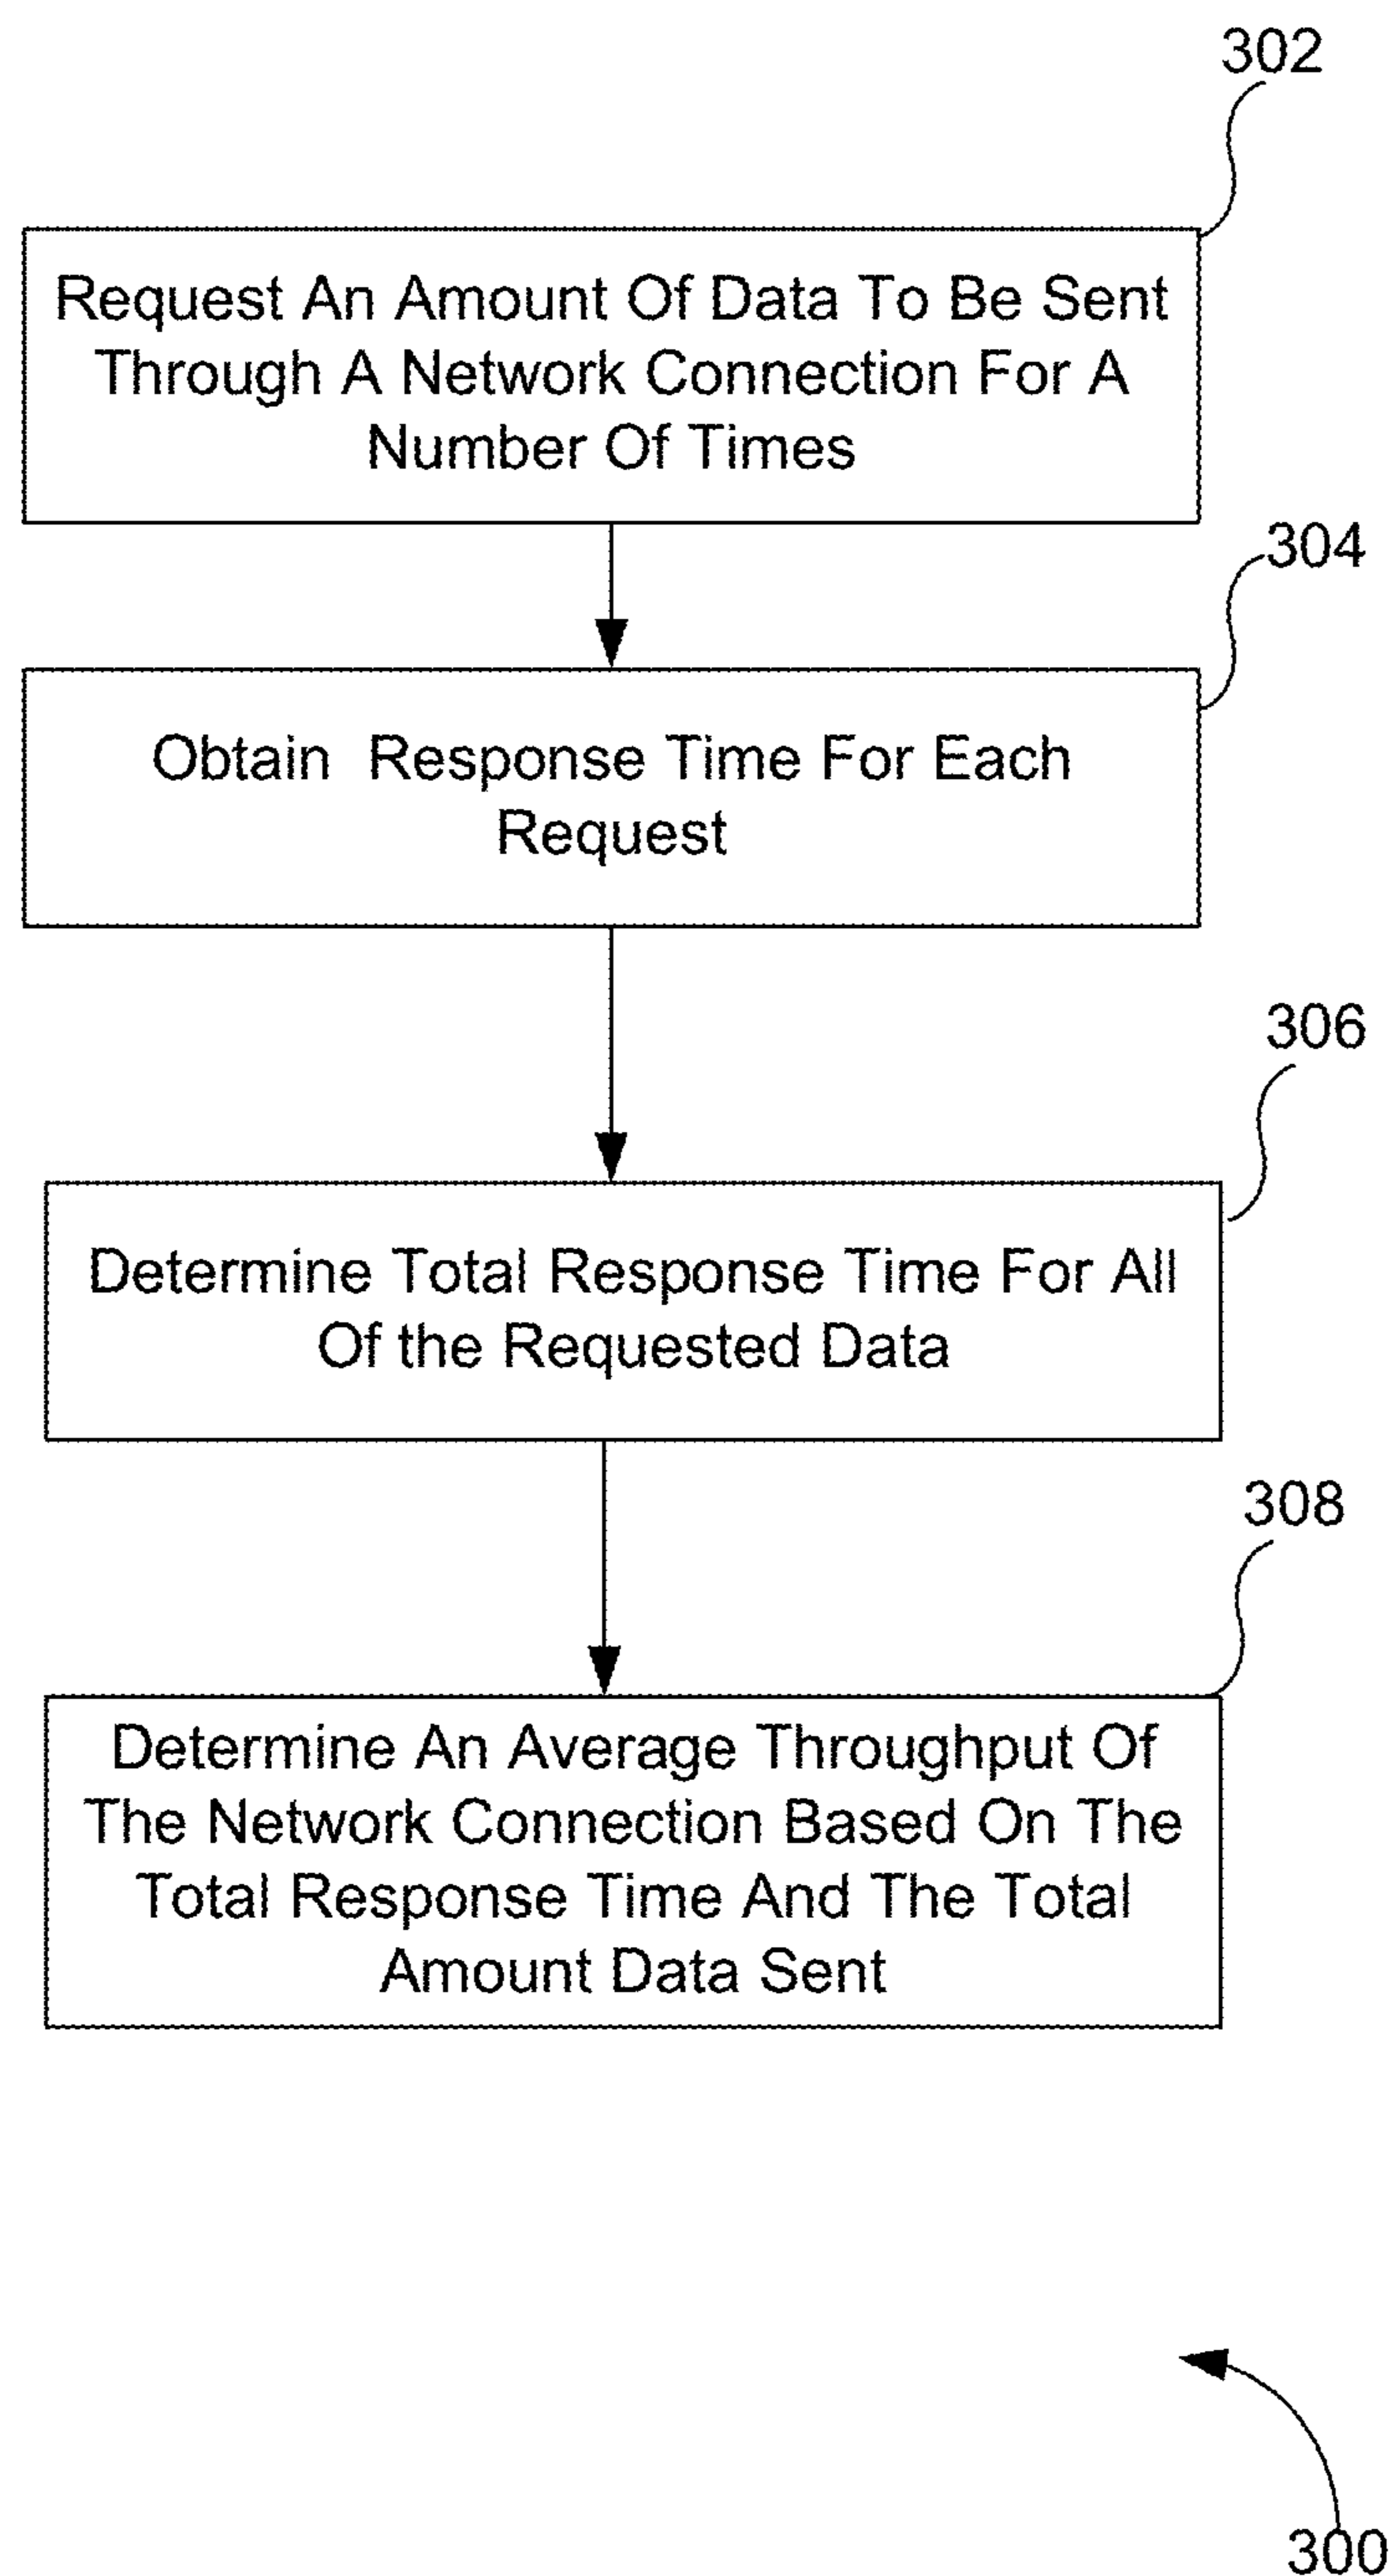 302
Request An Amount Of Data To Be Sent
Through A Network Connection For A
Number Of Times
304
Obtain Response Time For Each
Request
306
Determine Total Response Time For All
Of the Requested Data
308
Determine An Average Throughput Of
The Network Connection Based On The
Total Response Time And The Total
Amount Data Sent
300